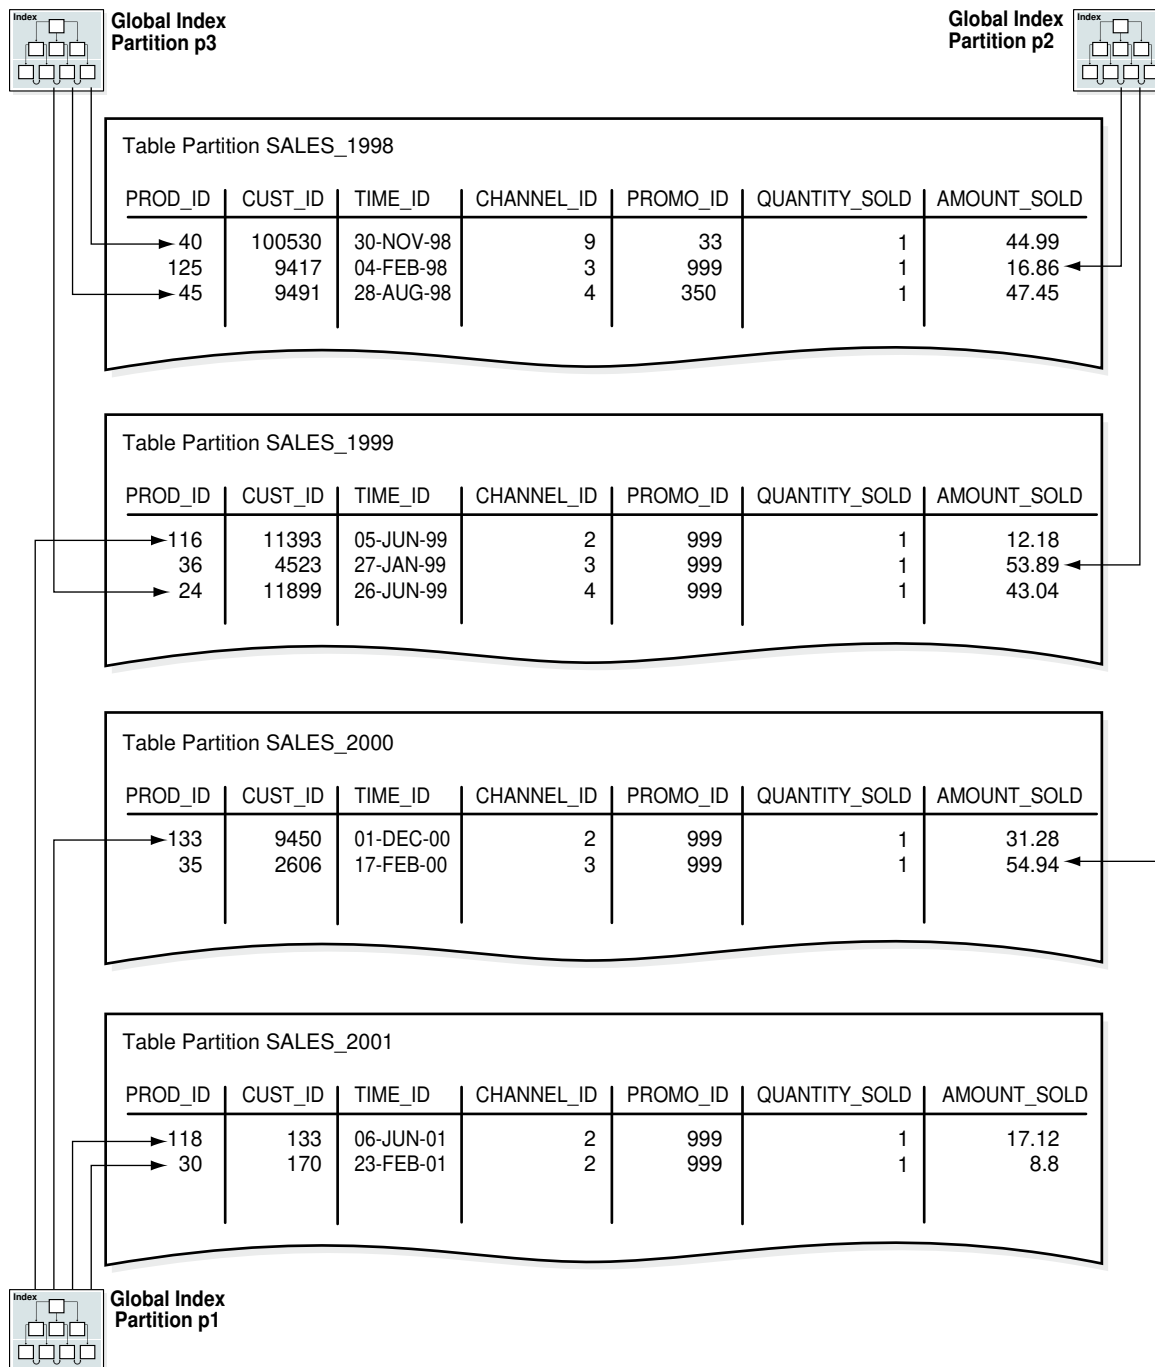 Index
Global Index
Partition p3
Global Index
Partition p2
Index
Table Partition SALES_1998
PROD_ID CUST_ID TIME_ID CHANNEL_ID PROMO_ID QUANTITY_SOLD AMOUNT_SOLD
40 100530 30-NOV-98 9 33 1 44.99
125 9417 04-FEB-98 3 999 1 16.86
45 9491 28-AUG-98 4 350 1 47.45
Table Partition SALES_1999
PROD_ID CUST_ID TIME_ID CHANNEL_ID PROMO_ID QUANTITY_SOLD AMOUNT_SOLD
116 11393 05-JUN-99 2 999 1 12.18
36 4523 27-JAN-99 3 999 1 53.89
24 11899 26-JUN-99 4 999 1 43.04
Table Partition SALES_2000
PROD_ID CUST_ID TIME_ID CHANNEL_ID PROMO_ID QUANTITY_SOLD AMOUNT_SOLD
133 9450 01-DEC-00 2 999 1 31.28
35 2606 17-FEB-00 3 999 1 54.94
Table Partition SALES_2001
PROD_ID CUST_ID TIME_ID CHANNEL_ID PROMO_ID QUANTITY_SOLD AMOUNT_SOLD
118 133 06-JUN-01 2 999 1 17.12
30 170 23-FEB-01 2 999 1 8.8
Index
Global Index
Partition p1